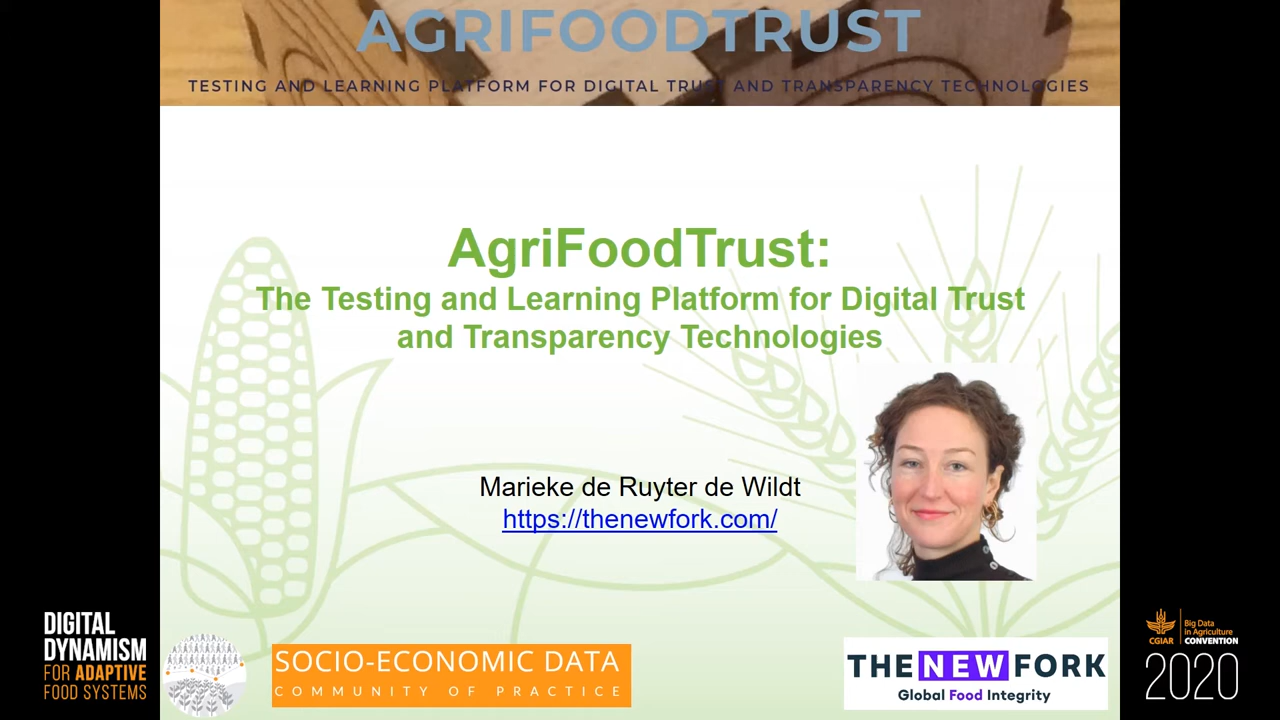 AGRIFOODTRUST
TESTING AND LEARNING PLATFORM FOR DIGITAL TRUST AND TRANSPARENCY TECHNOLOGIES
AgriFoodTrust:
The Testing and Learning Platform for Digital Trust
and Transparency Technologies
Marieke de Ruyter de Wildt
https://thenewfork.com/
DIGITAL
DYNAMISM
FOR ADAPTIVE
FOOD SYSTEMS
SOCIO-ECONOMIC DATA
COMMUNITY OF PRACTICE
THE NEW FORK
Global Food Integrity
CGIAR
Big Data
in Agriculture
CONVENTION
2020